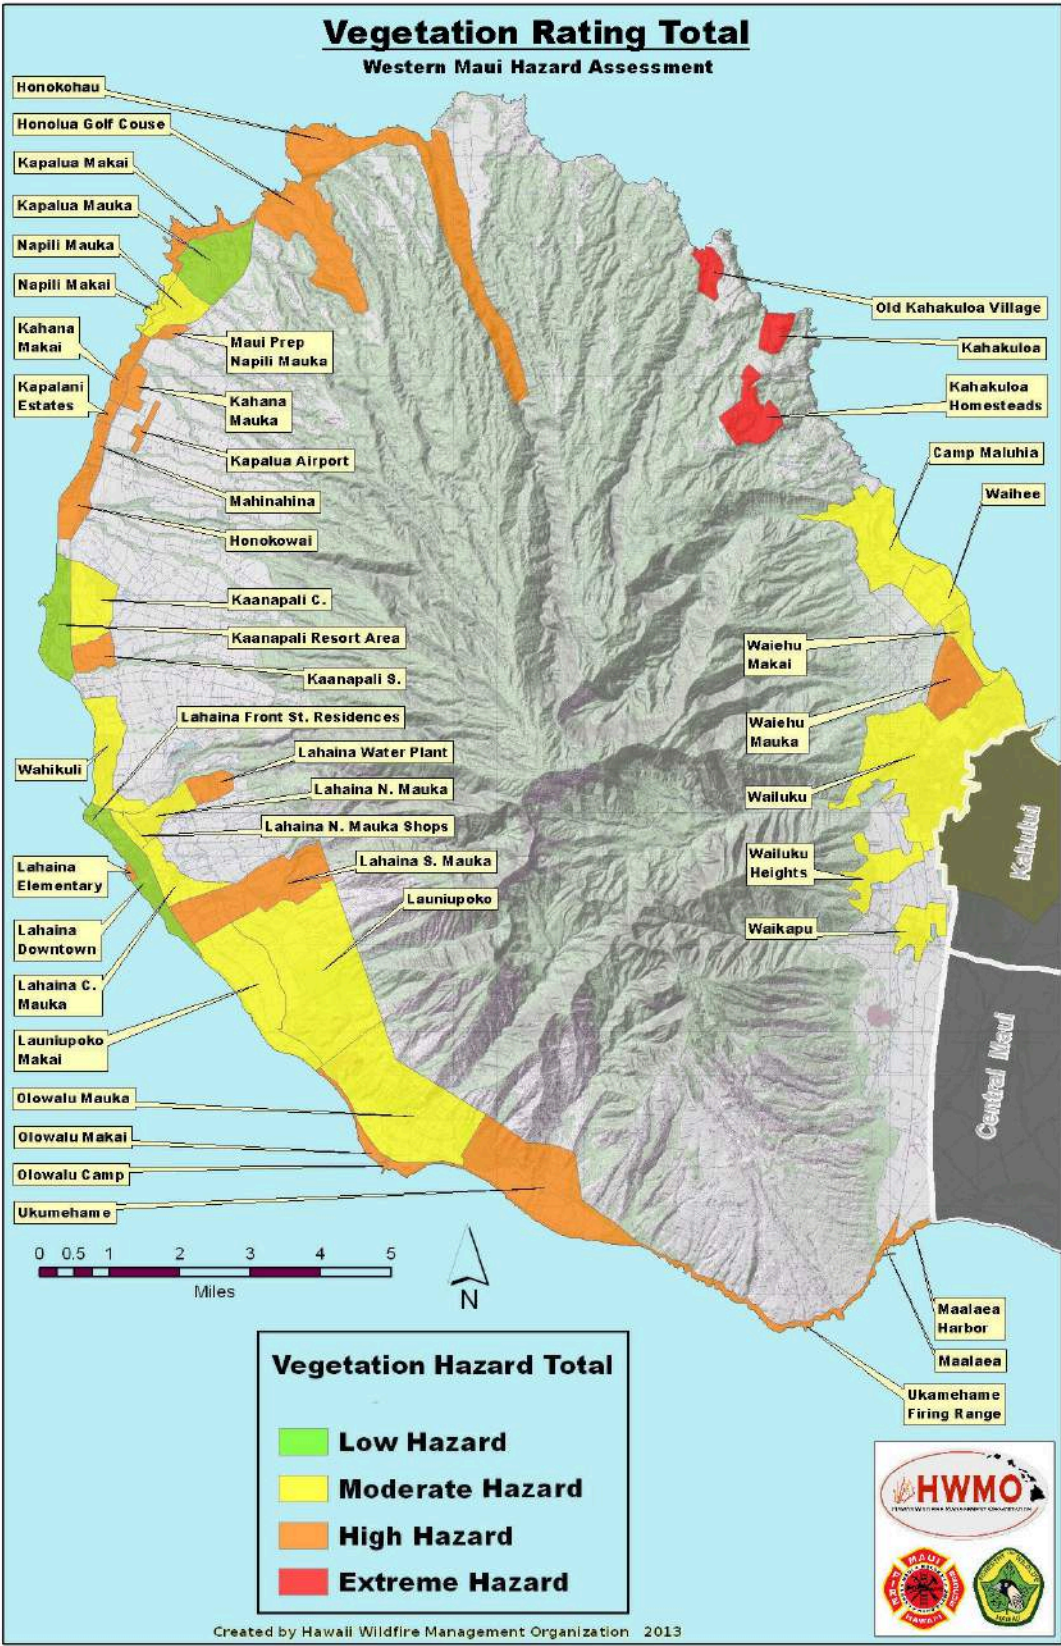 Vegetation Rating Total
Western Maui Hazard Assessment
Honokohau
Honolua Golf Couse
Kapalua Makai
Kapalua Mauka
Napili Mauka
Napili Makai
Kahana
Makai
Kapalani
Estates
Maui Prep
Napili Mauka
Kahana
Mauka
Kapalua Airport
Mahinahina
Honokowai
Kaanapali C.
Kaanapali Resort Area
Kaanapali S.
Lahaina Front St. Residences
Lahaina Water Plant
Wahikuli
Lahaina N. Mauka
Lahaina N. Mauka Shops
Lahaina S. Mauka
Lahaina
Elementary
Launiupoko
Lahaina
Downtown
Lahaina C.
Mauka
Launiupoko
Makai
Olowalu Mauka
Olowalu Makai
Olowalu Camp
Ukumehame
Old Kahakuloa Village
Kahakuloa
Kahakuloa
Homesteads
Camp Maluhia
Waihee
Waiehu
Makai
Waiehu
Mauka
Wailuku
Wailuku
Heights
Waikapu
Kahului
Central Maui
Maalaea
Harbor
Maalaea
Ukamehame
Firing Range
0 0.5 1 2 3 4 5
Miles
N
Vegetation Hazard Total
Low Hazard
Moderate Hazard
High Hazard
Extreme Hazard
HWMO
MAUI
FIRE
HAWAII
Created by Hawaii Wildfire Management Organization 2013